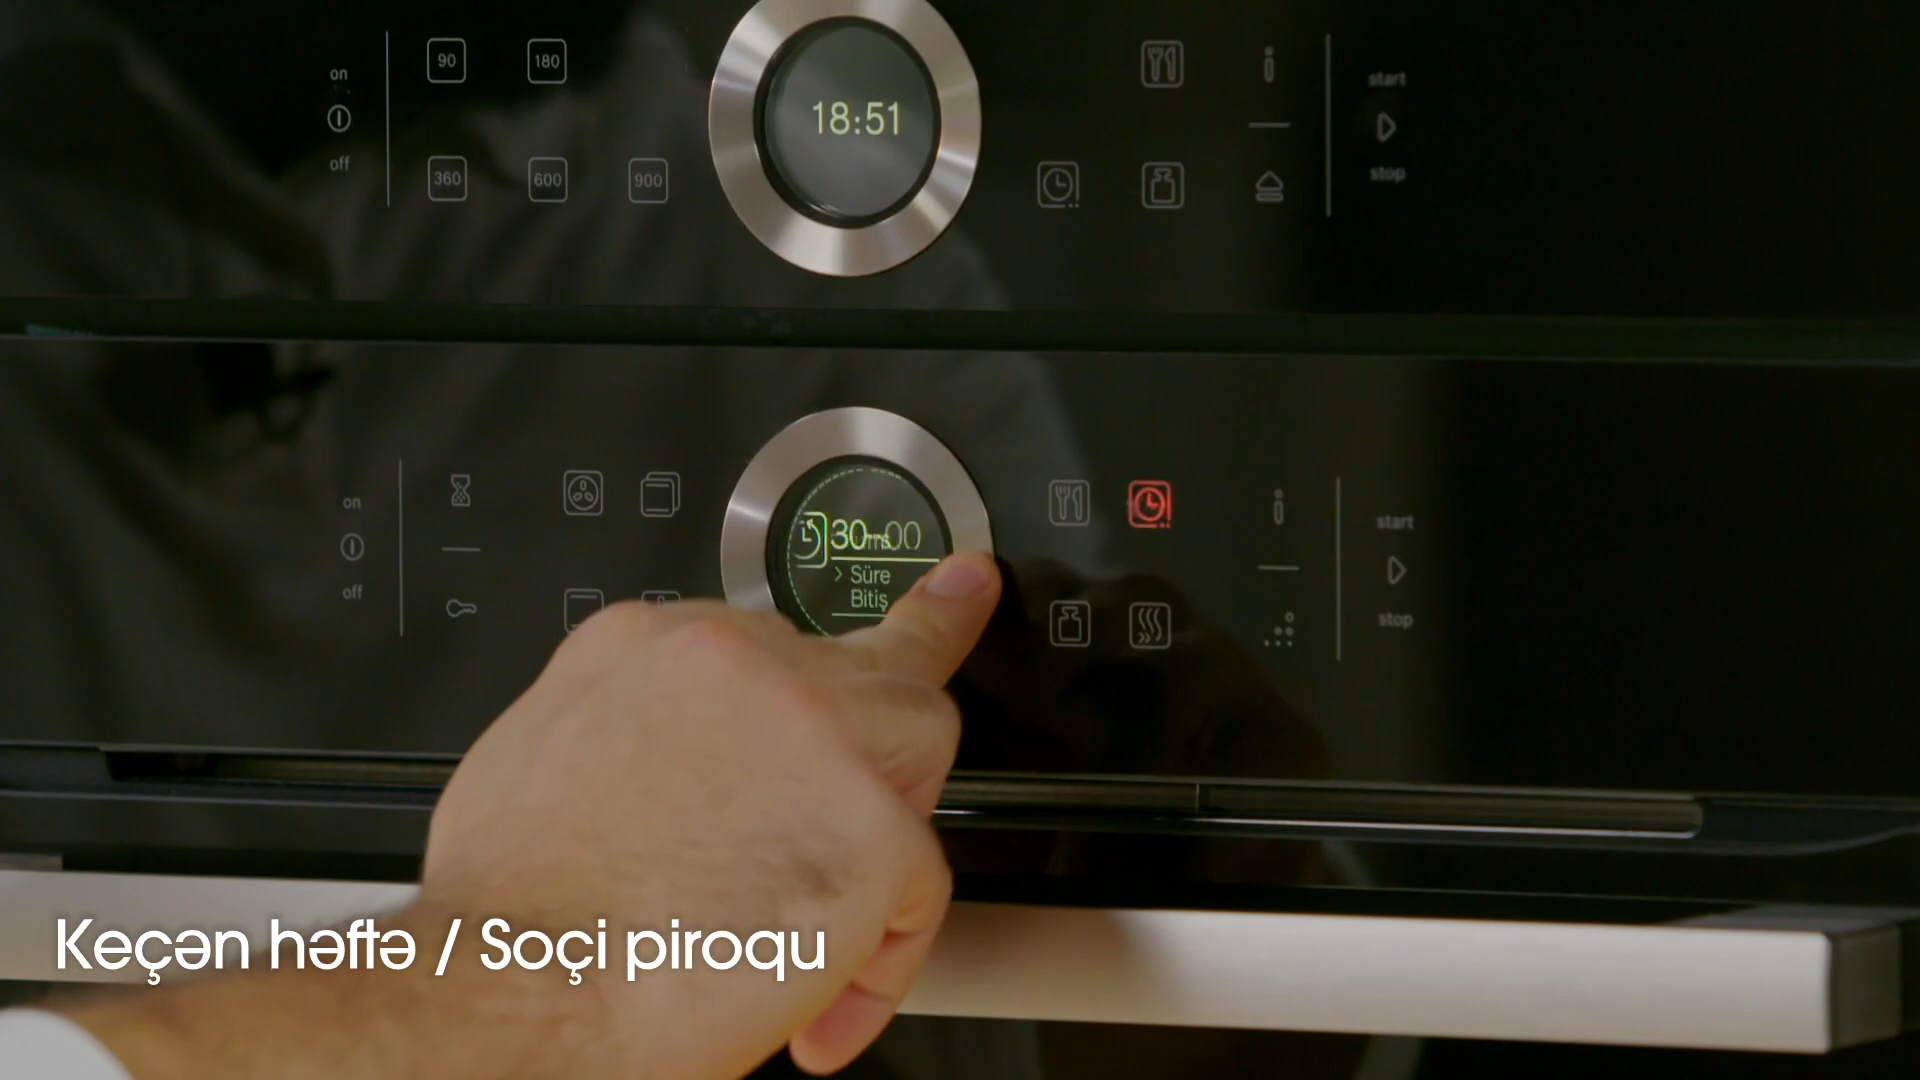 on
90
180
18:51
start
off
360
600
900
stop
on
30
00
> Süre
Bitiş
start
off
stop
Keçən həftə / Soçi piroqu